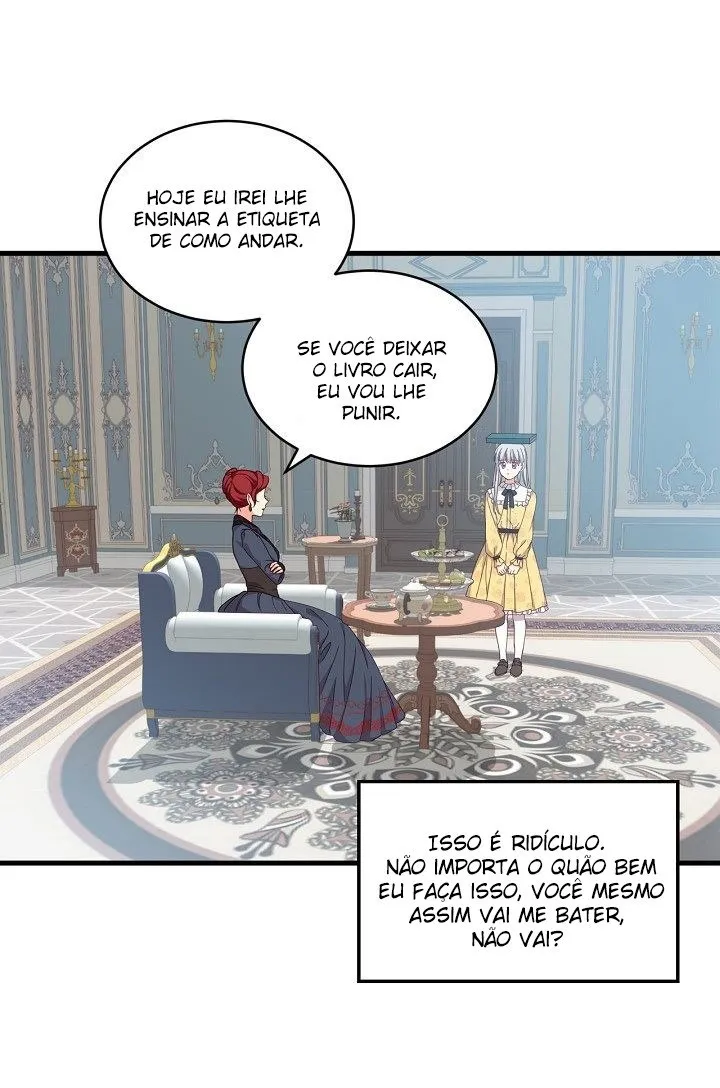 HOJE EU IREI LHE
ENSINAR A ETIQUETA
DE COMO ANDAR.
SE VOCÊ DEIXAR
O LIVRO CAIR,
EU VOU LHE
PUNIR.
ISSO É RIDÍCULO.
NÃO IMPORTA O QUÃO BEM
EU FAÇA ISSO, VOCÊ MESMO
ASSIM VAI ME BATER,
NÃO VAI?